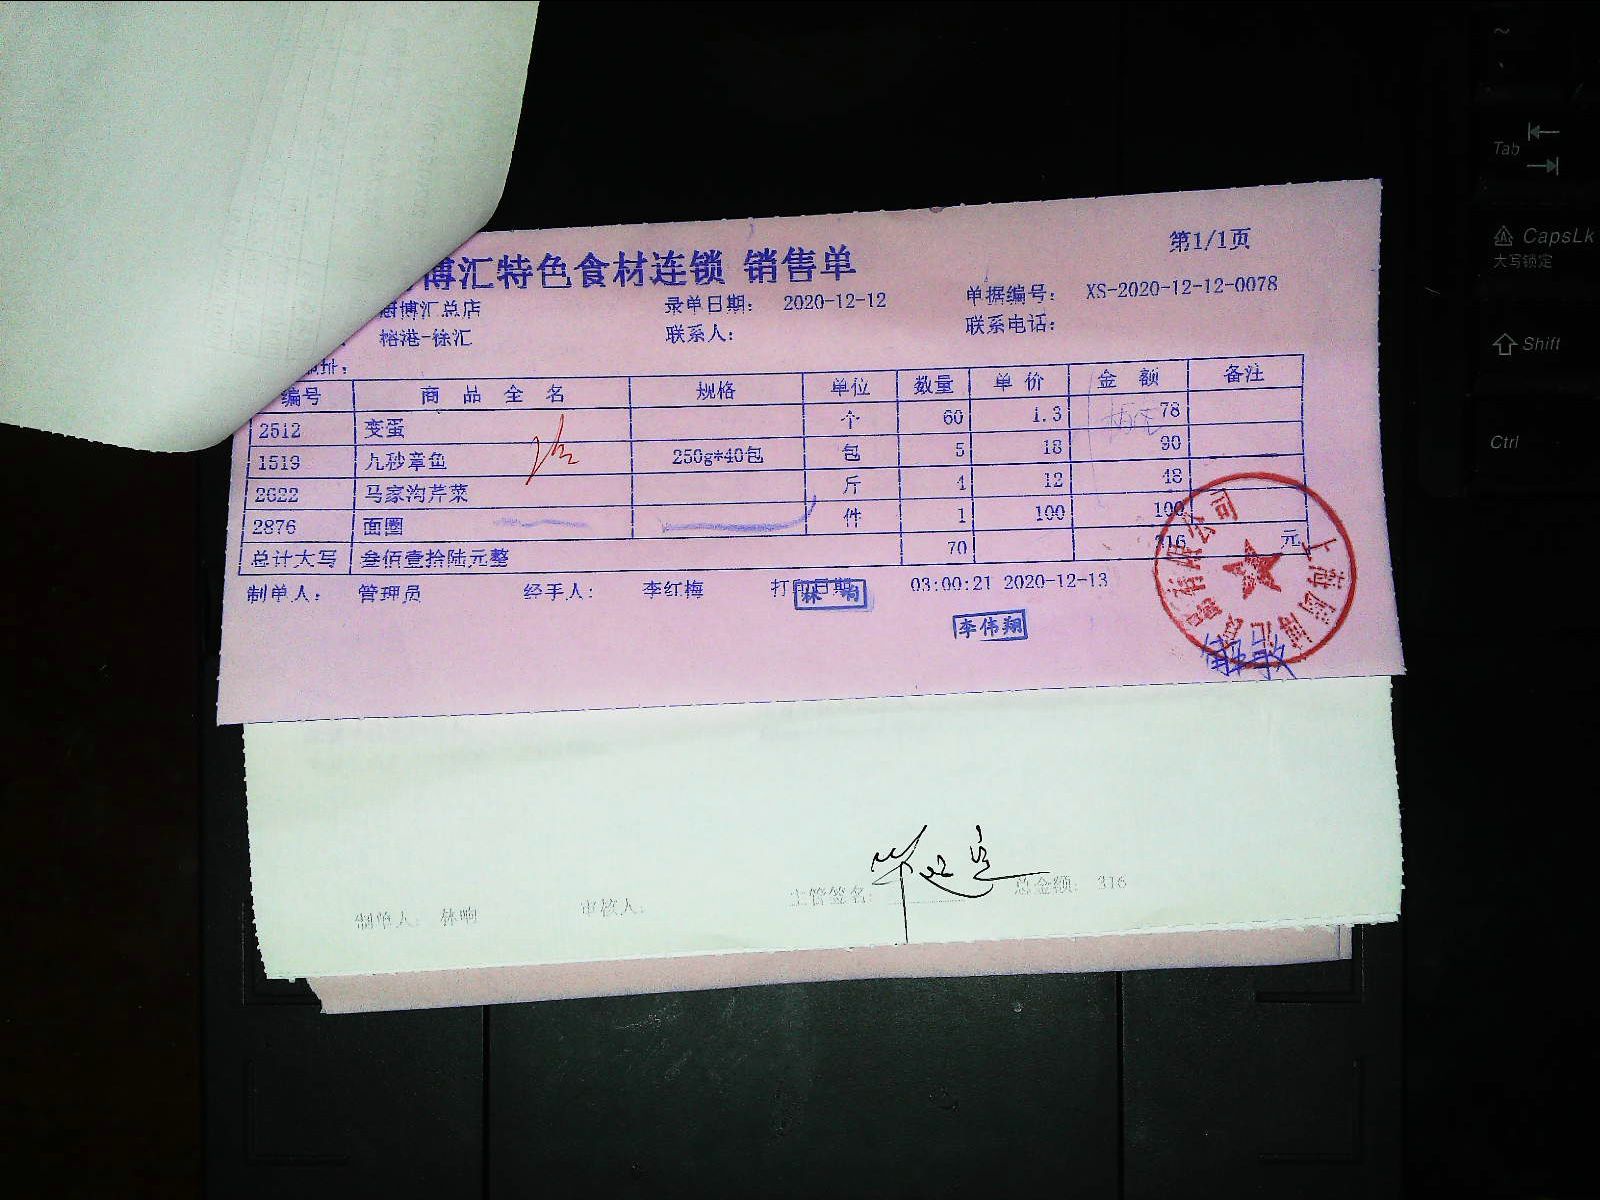 第1/1页
博汇特色食材连锁 销售单
海博汇总店 录单日期: 2020-12-12 单据编号: XS-2020-12-12-0078
榕港-徐汇 联系人: 联系电话:
地址:
编号 商品全名 规格 单位 数量 单价 金额 备注
2512 变蛋 个 60 1.3 78
1519 九秒章鱼 250g*40包 包 5 18 90
2622 马家沟芹菜 斤 4 12 48
2876 面圈 件 1 100 100
总计大写 叁佰壹拾陆元整 70 316 元
制单人: 管理员 经手人: 李红梅 打印日期 03:00:21 2020-12-13
林响
李伟翔
制单人: 林响 审核人: 主管签名: 总金额: 316
~
Tab
CapsLk
大写锁定
Shift
Ctrl